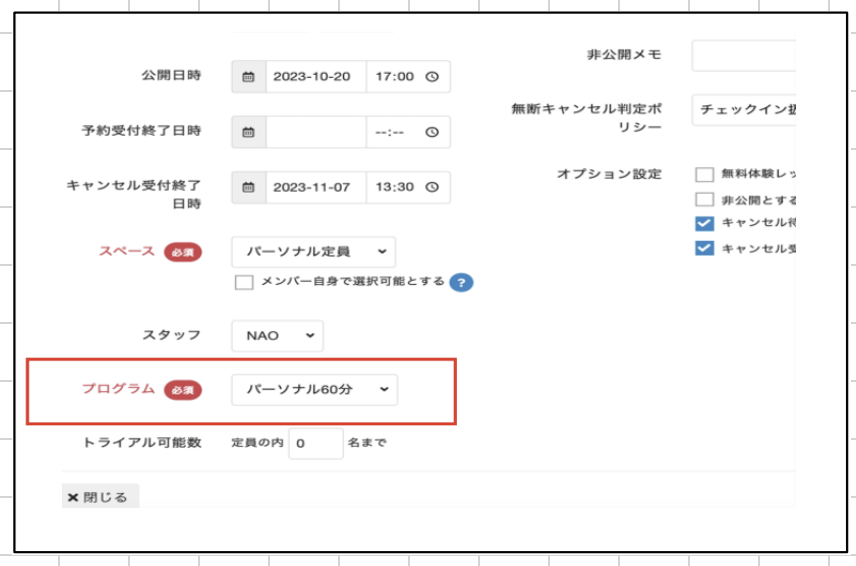 非公開メモ
公開日時 2023-10-20 17:00
無断キャンセル判定ポ
リシー
チェックイン
予約受付終了日時 --:--
オプション設定
無料体験レッ
非公開とする
キャンセル待
キャンセル受
キャンセル受付終了
日時
2023-11-07 13:30
スペース 必須 パーソナル定員
メンバー自身で選択可能とする ?
スタッフ NAO
プログラム 必須 パーソナル60分
トライアル可能数 定員の内 0 名まで
×閉じる